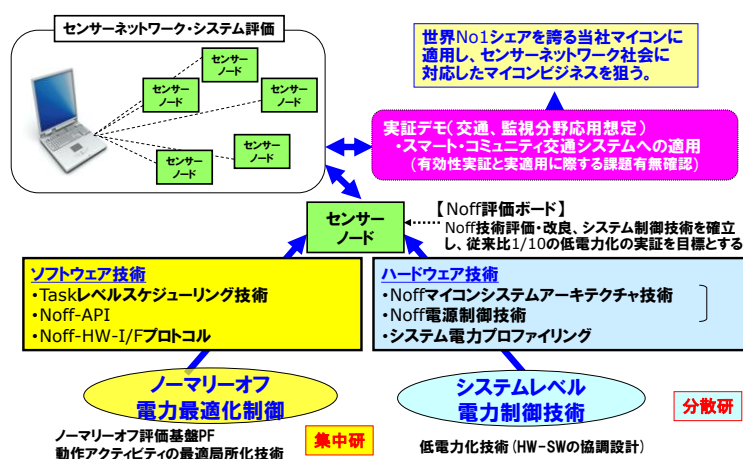 センサーネットワーク・システム評価
センサー
ノード
センサー
ノード
センサー
ノード
センサー
ノード
センサー
ノード
世界No1シェアを誇る当社マイコンに
適用し、センサーネットワーク社会に
対応したマイコンビジネスを狙う。
実証デモ(交通、監視分野応用想定)
・スマート・コミュニティ交通システムへの適用
(有効性実証と実適用に際する課題有無確認)
センサー
ノード
【Noff評価ボード】
Noff技術評価・改良、システム制御技術を確立
し、従来比1/10の低電力化の実証を目標とする
ソフトウェア技術
・Taskレベルスケジューリング技術
・Noff-API
・Noff-HW-I/Fプロトコル
ハードウェア技術
・Noffマイコンシステムアーキテクチャ技術
・Noff電源制御技術
・システム電力プロファイリング
ノーマリーオフ
電力最適化制御
システムレベル
電力制御技術
分散研
ノーマリーオフ評価基盤PF
動作アクティビティの最適局所化技術
集中研
低電力化技術(HW-SWの協調設計)